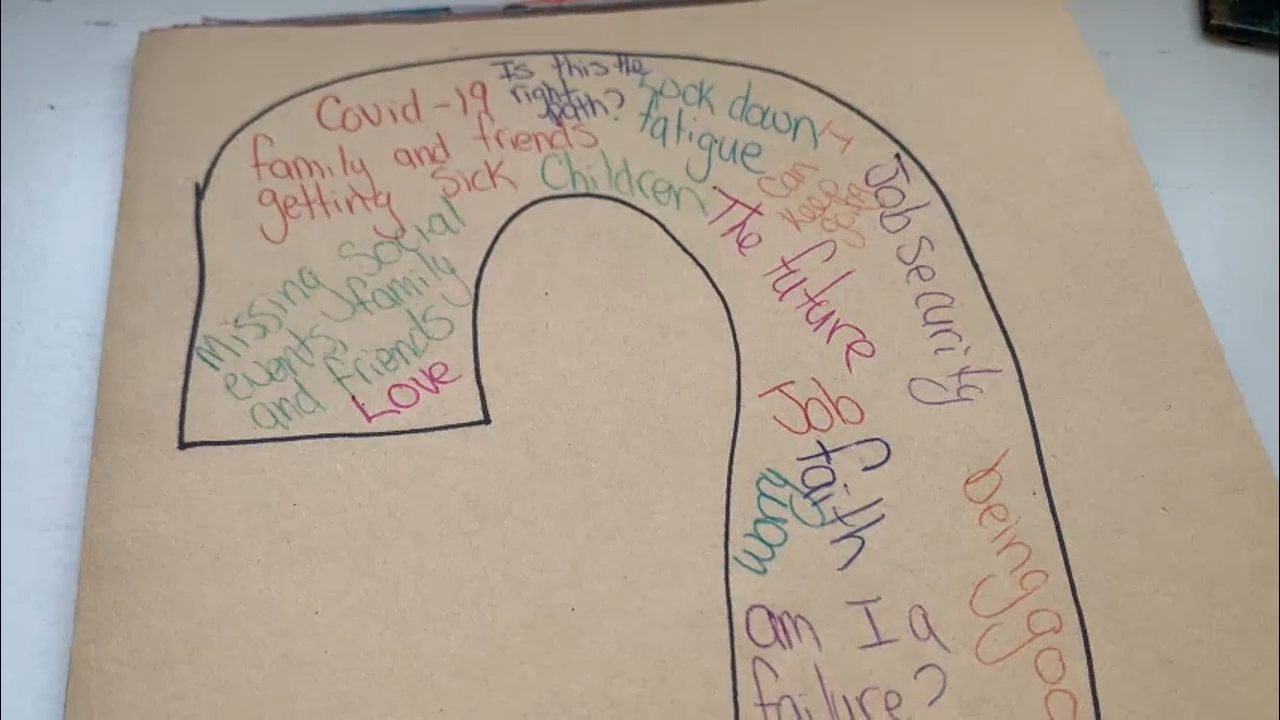 Is this the
right
path?
Covid-19
family and friends
getting sick
Children
lock down
fatigue
I
can
keep
going
Job security
The future
Missing social
events, family
and friends
Love
Job
faith
worry
being goo
am I a
failure?